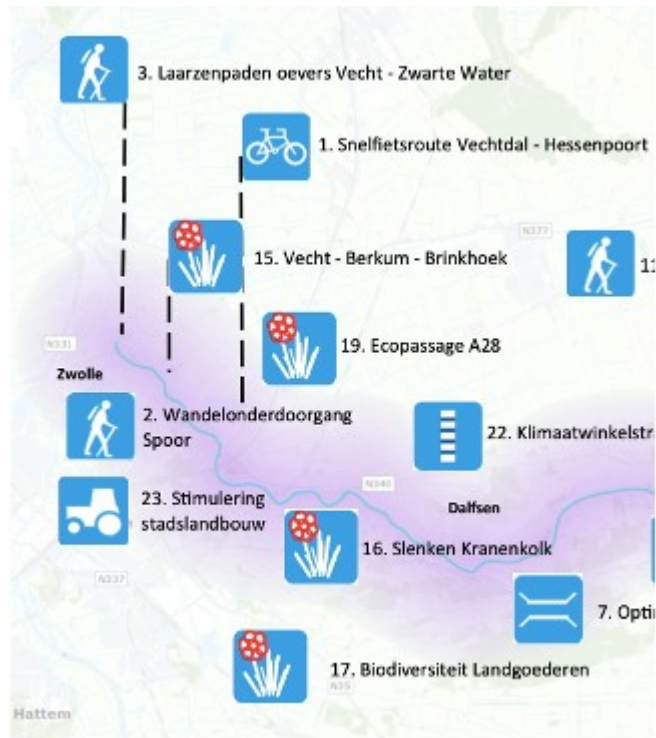 3. Laarzenpaden oevers Vecht - Zwarte Water
1. Snelfietsroute Vechtdal - Hessenpoort
N377
15. Vecht - Berkum - Brinkhoek
11
N331
19. Ecopassage A28
Zwolle
2. Wandelonderdoorgang
Spoor
22. Klimaatwinkelstr
N340
23. Stimulering
stadslandbouw
Dalfsen
16. Slenken Kranenkolk
N337
7. Opti
17. Biodiversiteit Landgoederen
N35
Hattem